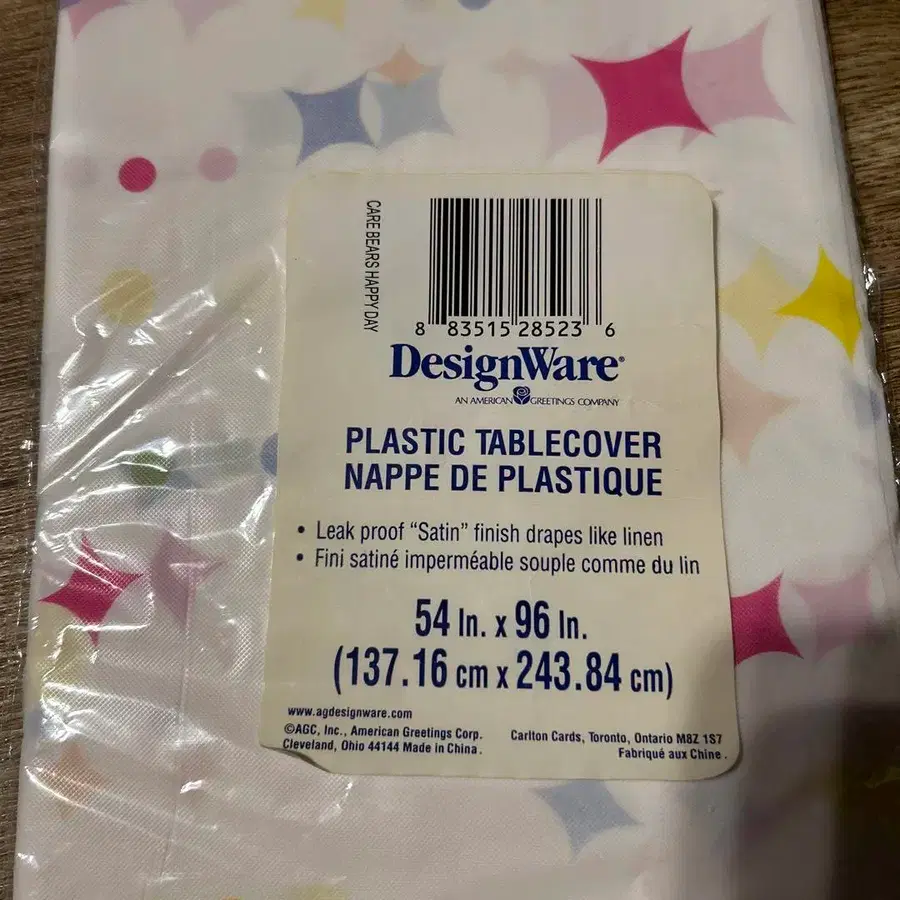 CARE BEARS HAPPY DAY
8 83515 28523 6
DesignWare®
AN AMERICAN GREETINGS COMPANY
PLASTIC TABLECOVER
NAPPE DE PLASTIQUE
• Leak proof “Satin” finish drapes like linen
• Fini satiné imperméable souple comme du lin
54 In. x 96 In.
(137.16 cm x 243.84 cm)
www.agdesignware.com
©AGC, Inc., American Greetings Corp.
Cleveland, Ohio 44144 Made in China.
Carlton Cards, Toronto, Ontario M8Z 1S7
Fabriqué aux Chine.